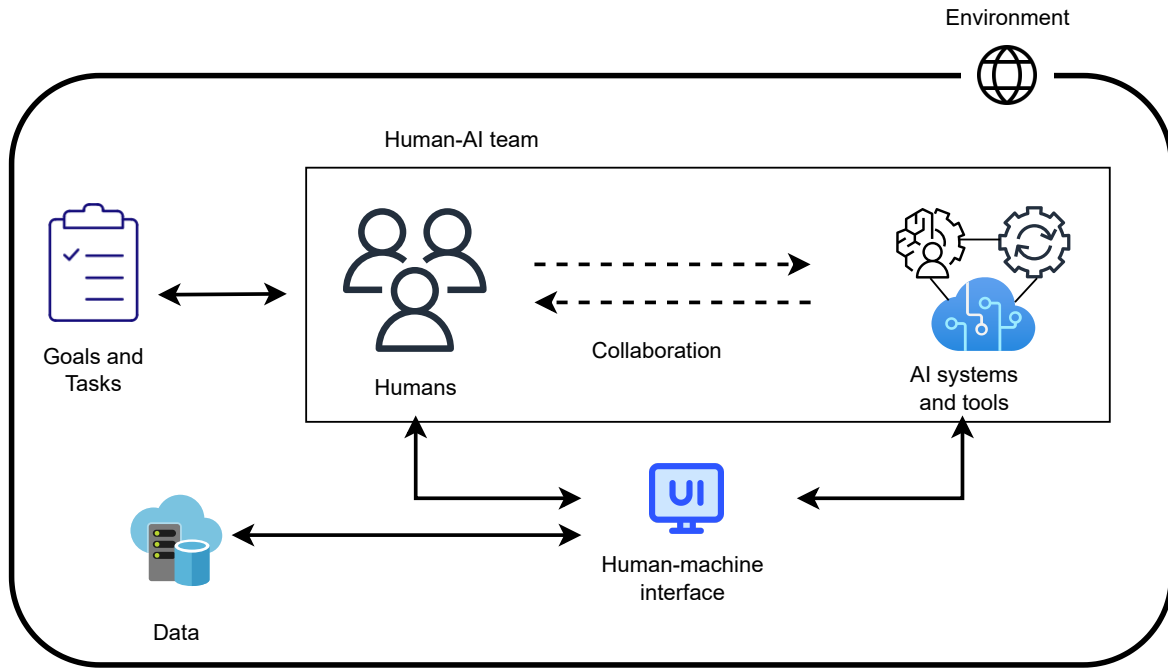 Environment
Human-AI team
Goals and
Tasks
Humans
Collaboration
AI systems
and tools
UI
Human-machine
interface
Data